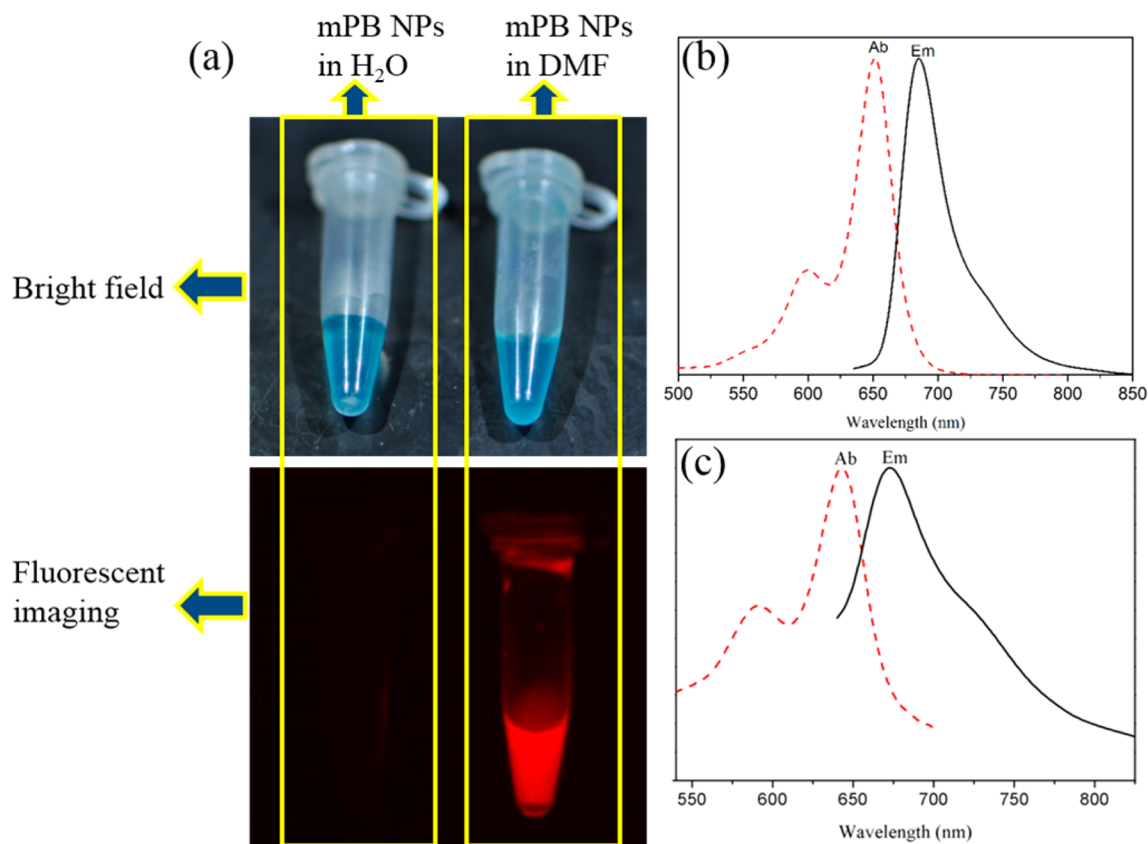 (a)
mPB NPs
in H₂O
mPB NPs
in DMF
Bright field
Fluorescent
imaging
(b)
Ab
Em
500 550 600 650 700 750 800 850
Wavelength (nm)
(c)
Ab
Em
550 600 650 700 750 800
Wavelength (nm)